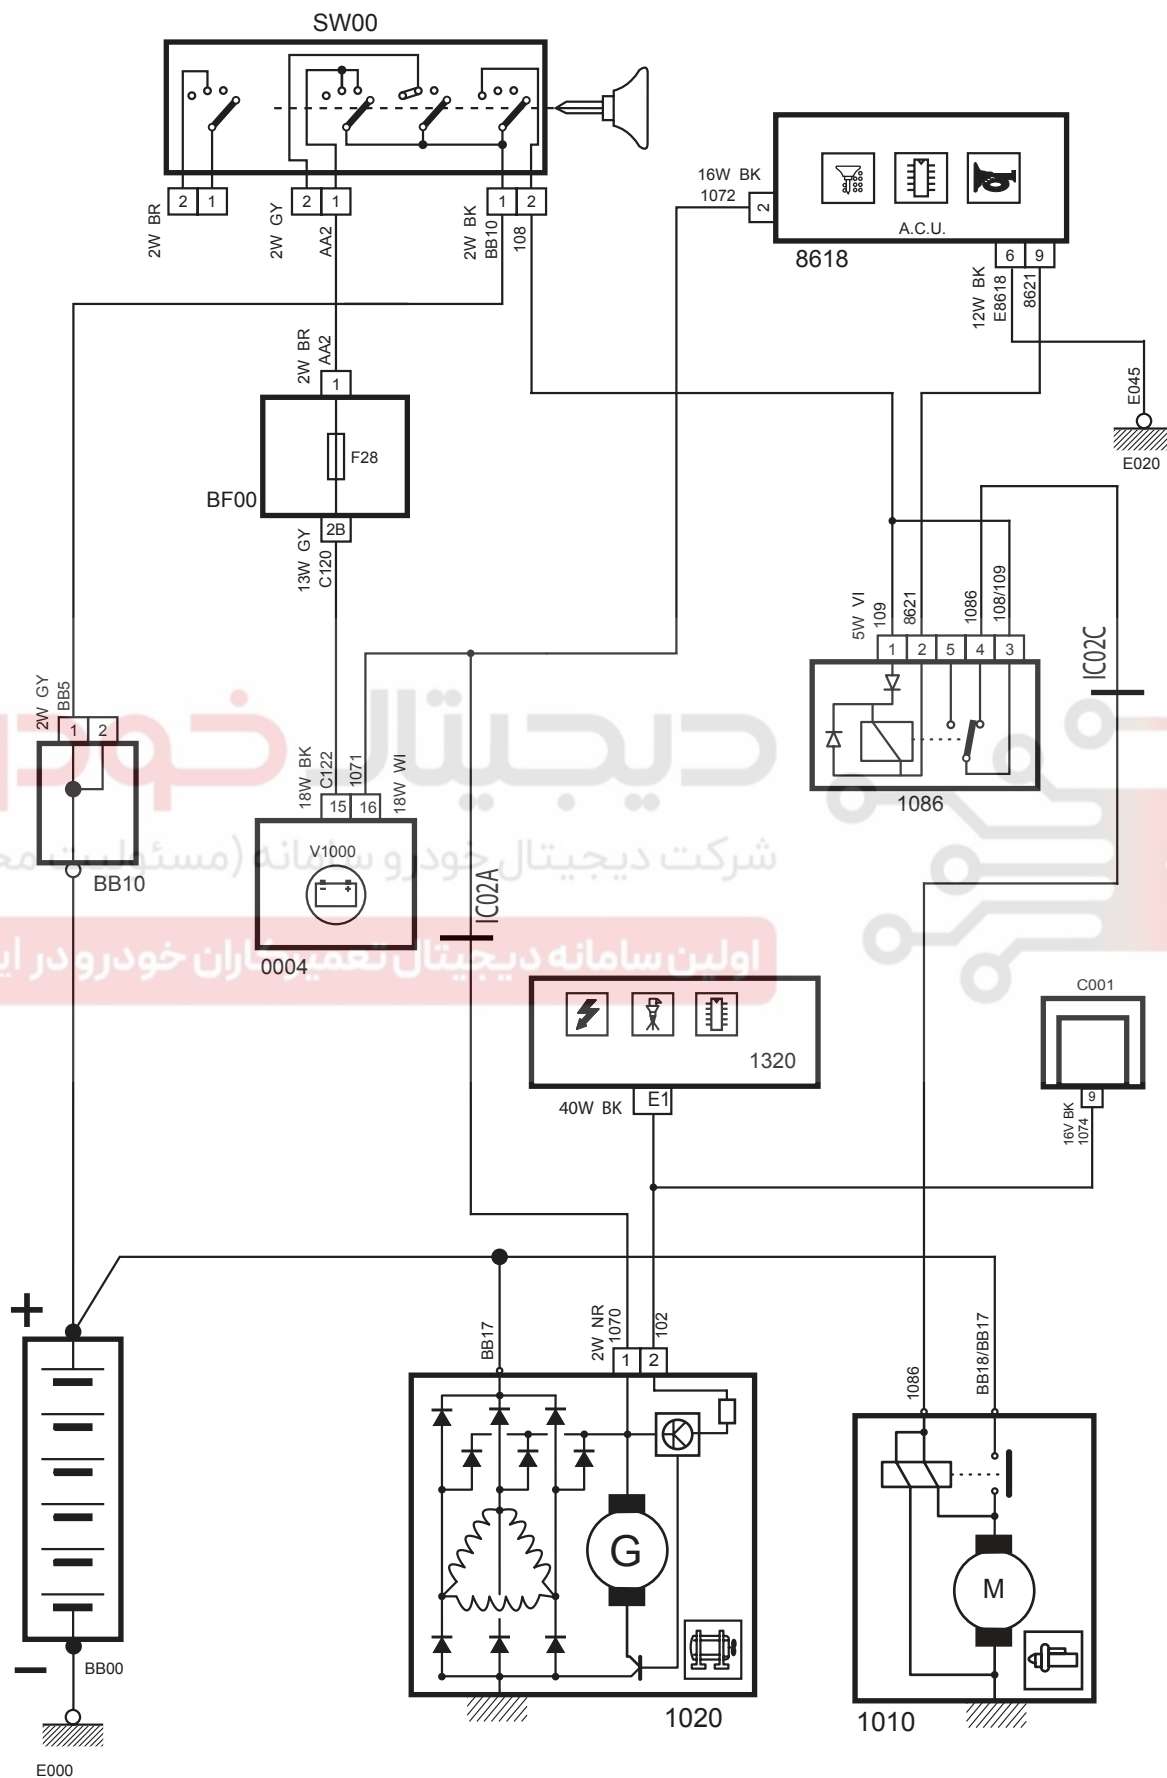 SW00
2 1
2 1
1 2
2W BR
2W GY
AA2
2W BK
BB10
108
16W BK
1072
2
A.C.U.
8618
6 9
12W BK
E8618
8621
E045
E020
2W BR
AA2
1
F28
BF00
2B
13W GY
C120
5W VI
109
8621
1086
108/109
1 2 5 4 3
1086
IC02C
2W GY
BB5
1 2
BB10
18W BK
C122
1071
18W WI
15 16
V1000
0004
IC02A
دیجیتال خودرو
شرکت دیجیتال خودرو سامانه (مسئولیت
اولین سامانه دیجیتال تعمیرکاران خودرو در
1320
40W BK
E1
C001
9
16V BK
1074
+
BB17
2W NR
1070
102
1 2
1086
BB18/BB17
G
M
–
BB00
1020
1010
E000